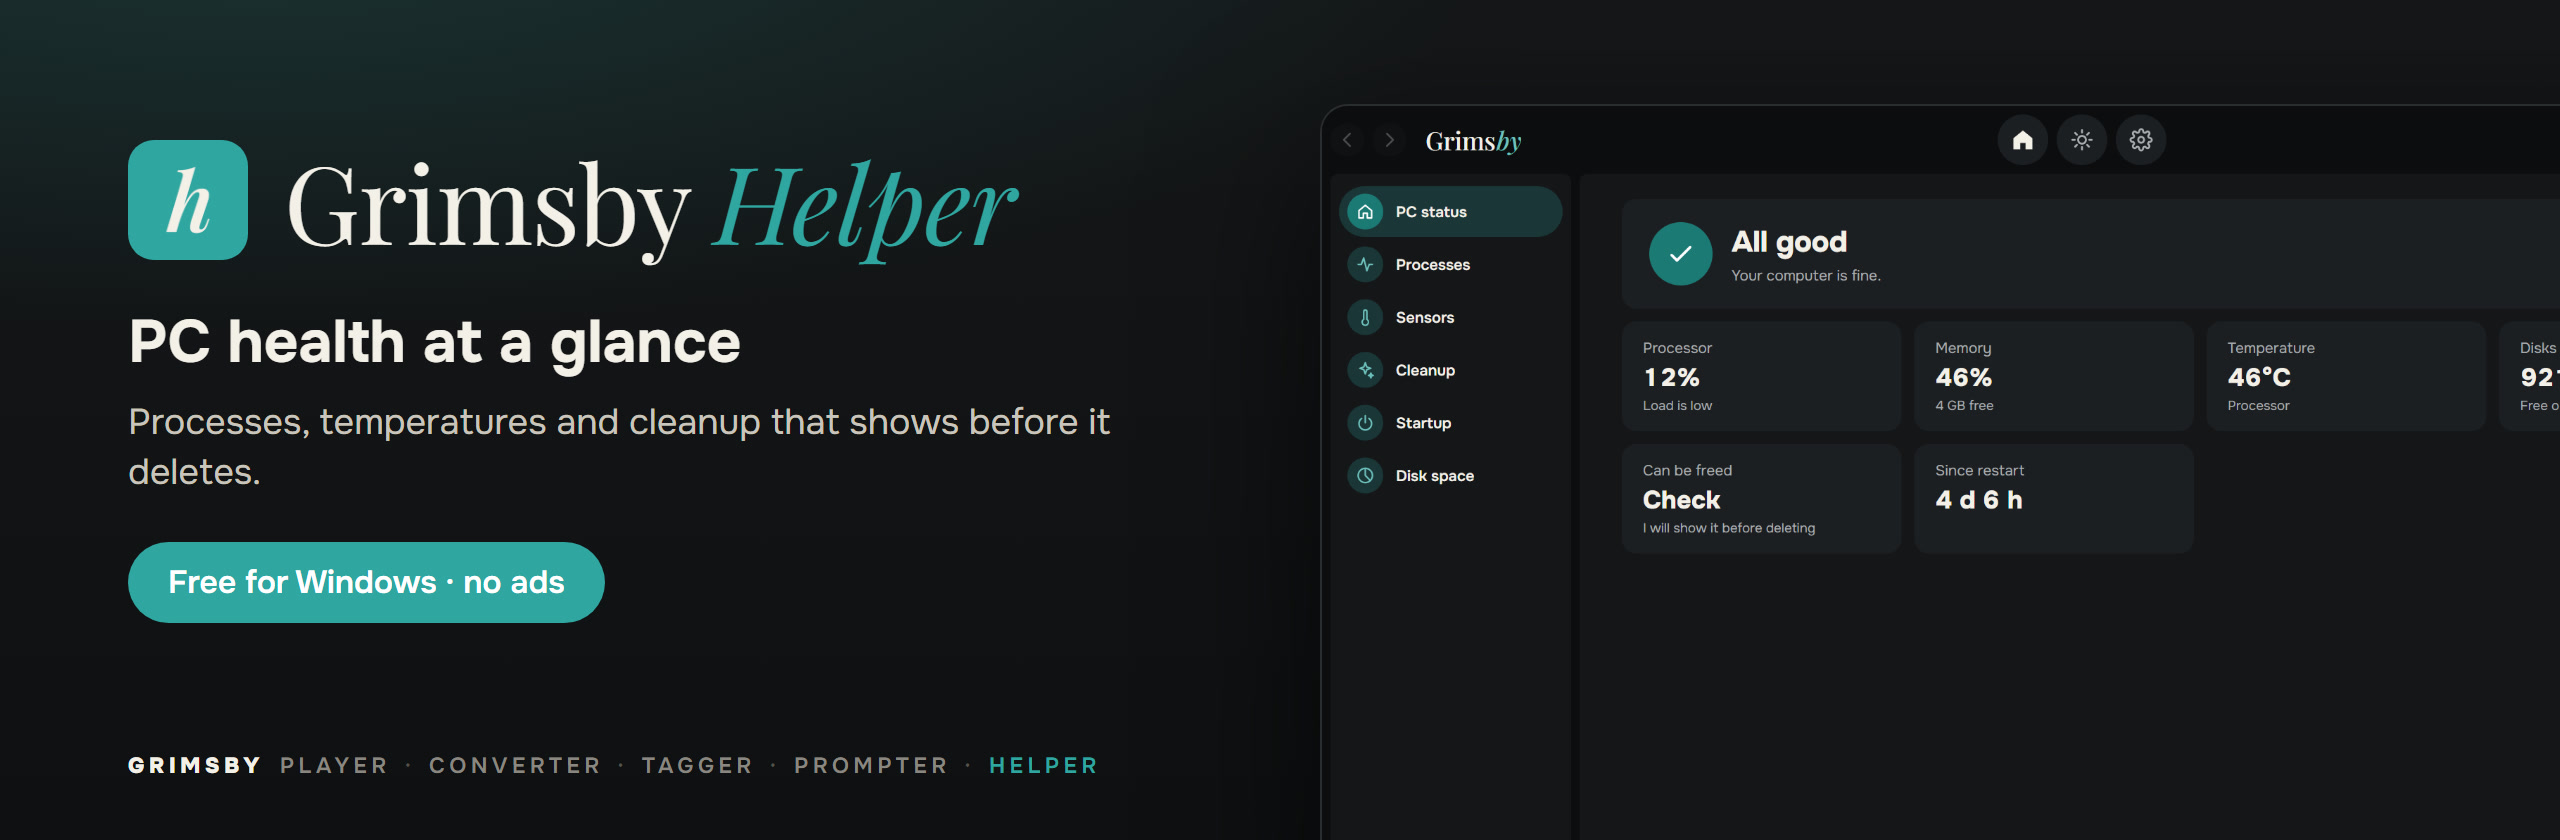 h
Grimsby Helper
PC health at a glance
Processes, temperatures and cleanup that shows before it
deletes.
Free for Windows · no ads
GRIMSBY PLAYER · CONVERTER · TAGGER · PROMPTER · HELPER
Grimsby
PC status
Processes
Sensors
Cleanup
Startup
Disk space
All good
Your computer is fine.
Processor
12%
Load is low
Memory
46%
4 GB free
Temperature
46°C
Processor
Disks
Free
Can be freed
Check
I will show it before deleting
Since restart
4 d 6 h